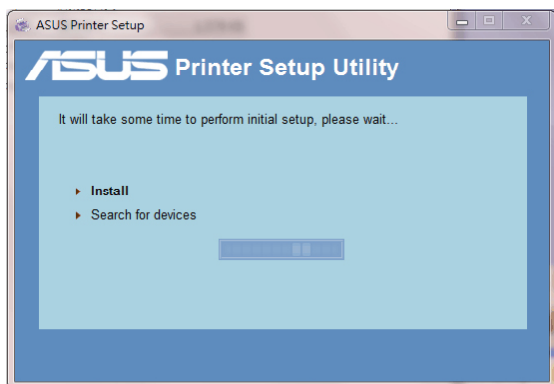 ASUS Printer Setup
ASUS Printer Setup Utility
It will take some time to perform initial setup, please wait...
Install
Search for devices